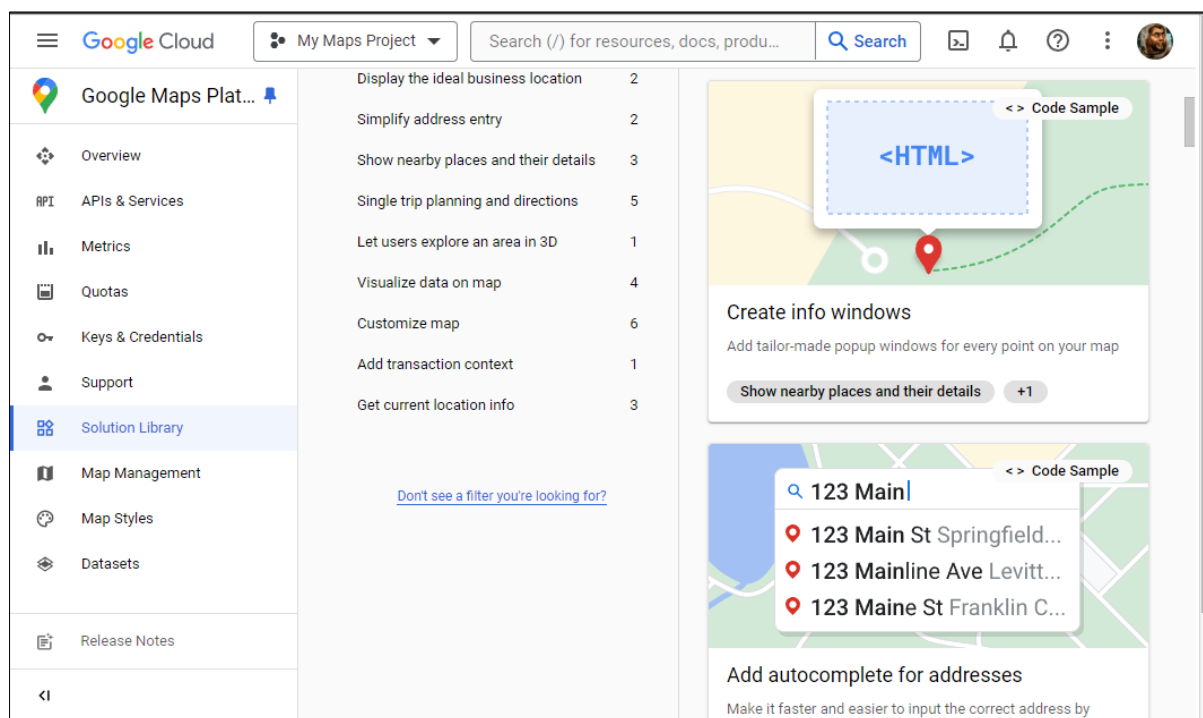 Google Cloud
My Maps Project
Search (/) for resources, docs, produ...
Search
Google Maps Plat...
Overview
API
APIs & Services
Metrics
Quotas
Keys & Credentials
Support
Solution Library
Map Management
Map Styles
Datasets
Release Notes
Display the ideal business location 2
Simplify address entry 2
Show nearby places and their details 3
Single trip planning and directions 5
Let users explore an area in 3D 1
Visualize data on map 4
Customize map 6
Add transaction context 1
Get current location info 3
Don't see a filter you're looking for?
< > Code Sample
<HTML>
Create info windows
Add tailor-made popup windows for every point on your map
Show nearby places and their details +1
< > Code Sample
123 Main
123 Main St Springfield...
123 Mainline Ave Levitt...
123 Maine St Franklin C...
Add autocomplete for addresses
Make it faster and easier to input the correct address by